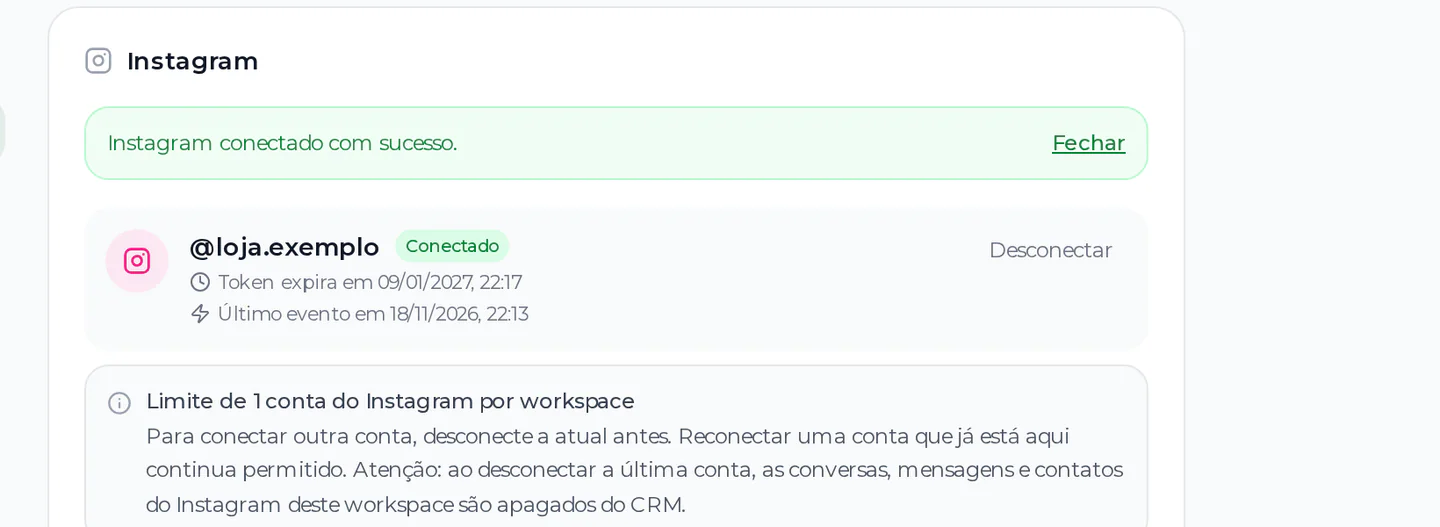 Instagram
Instagram conectado com sucesso.
Fechar
@loja.exemplo
Conectado
Desconectar
Token expira em 09/01/2027, 22:17
Último evento em 18/11/2026, 22:13
Limite de 1 conta do Instagram por workspace
Para conectar outra conta, desconecte a atual antes. Reconectar uma conta que já está aqui
continua permitido. Atenção: ao desconectar a última conta, as conversas, mensagens e contatos
do Instagram deste workspace são apagados do CRM.